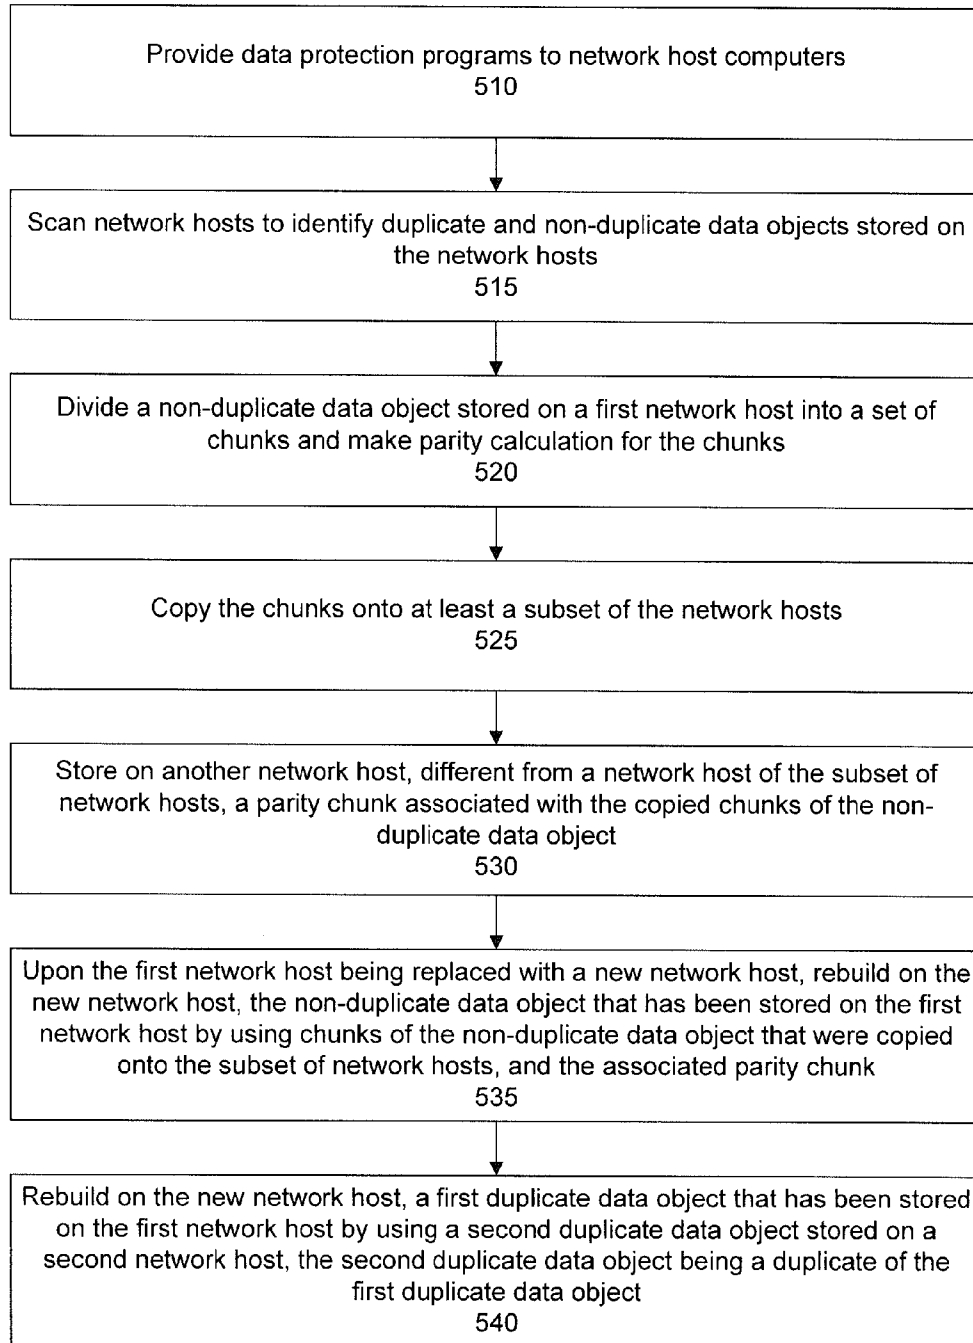 Provide data protection programs to network host computers
510
Scan network hosts to identify duplicate and non-duplicate data objects stored on
the network hosts
515
Divide a non-duplicate data object stored on a first network host into a set of
chunks and make parity calculation for the chunks
520
Copy the chunks onto at least a subset of the network hosts
525
Store on another network host, different from a network host of the subset of
network hosts, a parity chunk associated with the copied chunks of the non-
duplicate data object
530
Upon the first network host being replaced with a new network host, rebuild on the
new network host, the non-duplicate data object that has been stored on the first
network host by using chunks of the non-duplicate data object that were copied
onto the subset of network hosts, and the associated parity chunk
535
Rebuild on the new network host, a first duplicate data object that has been stored
on the first network host by using a second duplicate data object stored on a
second network host, the second duplicate data object being a duplicate of the
first duplicate data object
540